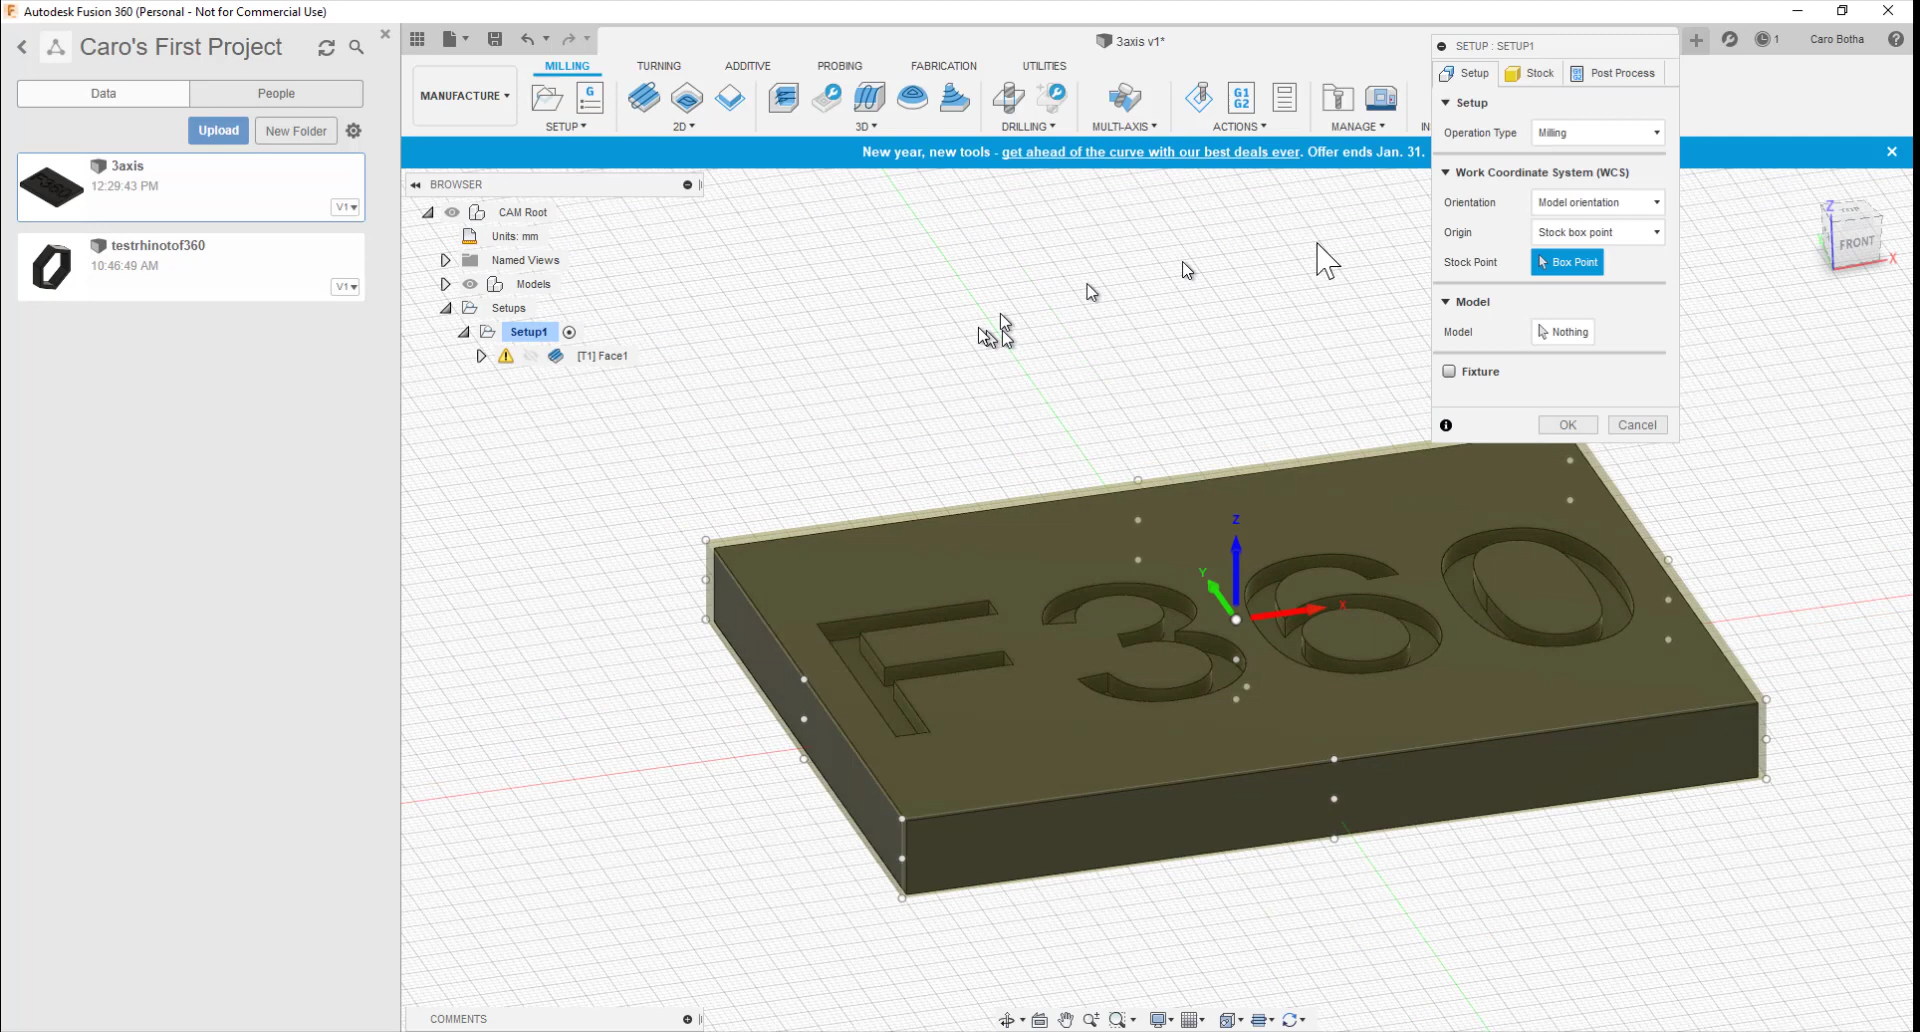 Autodesk Fusion 360 (Personal - Not for Commercial Use)
Caro's First Project
Data
People
Upload
New Folder
3axis
12:29:43 PM
V1
testrhinotof360
10:46:49 AM
V1
3axis v1*
1
Caro Botha
MANUFACTURE
MILLING
TURNING
ADDITIVE
PROBING
FABRICATION
UTILITIES
G
G1
G2
SETUP
2D
3D
DRILLING
MULTI-AXIS
ACTIONS
MANAGE
IN
New year, new tools - get ahead of the curve with our best deals ever. Offer ends Jan. 31.
BROWSER
CAM Root
Units: mm
Named Views
Models
Setups
Setup1
[T1] Face1
SETUP : SETUP1
Setup
Stock
Post Process
Setup
Operation Type
Milling
Work Coordinate System (WCS)
Orientation
Model orientation
Origin
Stock box point
Stock Point
Box Point
Model
Model
Nothing
Fixture
OK
Cancel
Z
FRONT
X
Z
Y
X
F360
COMMENTS